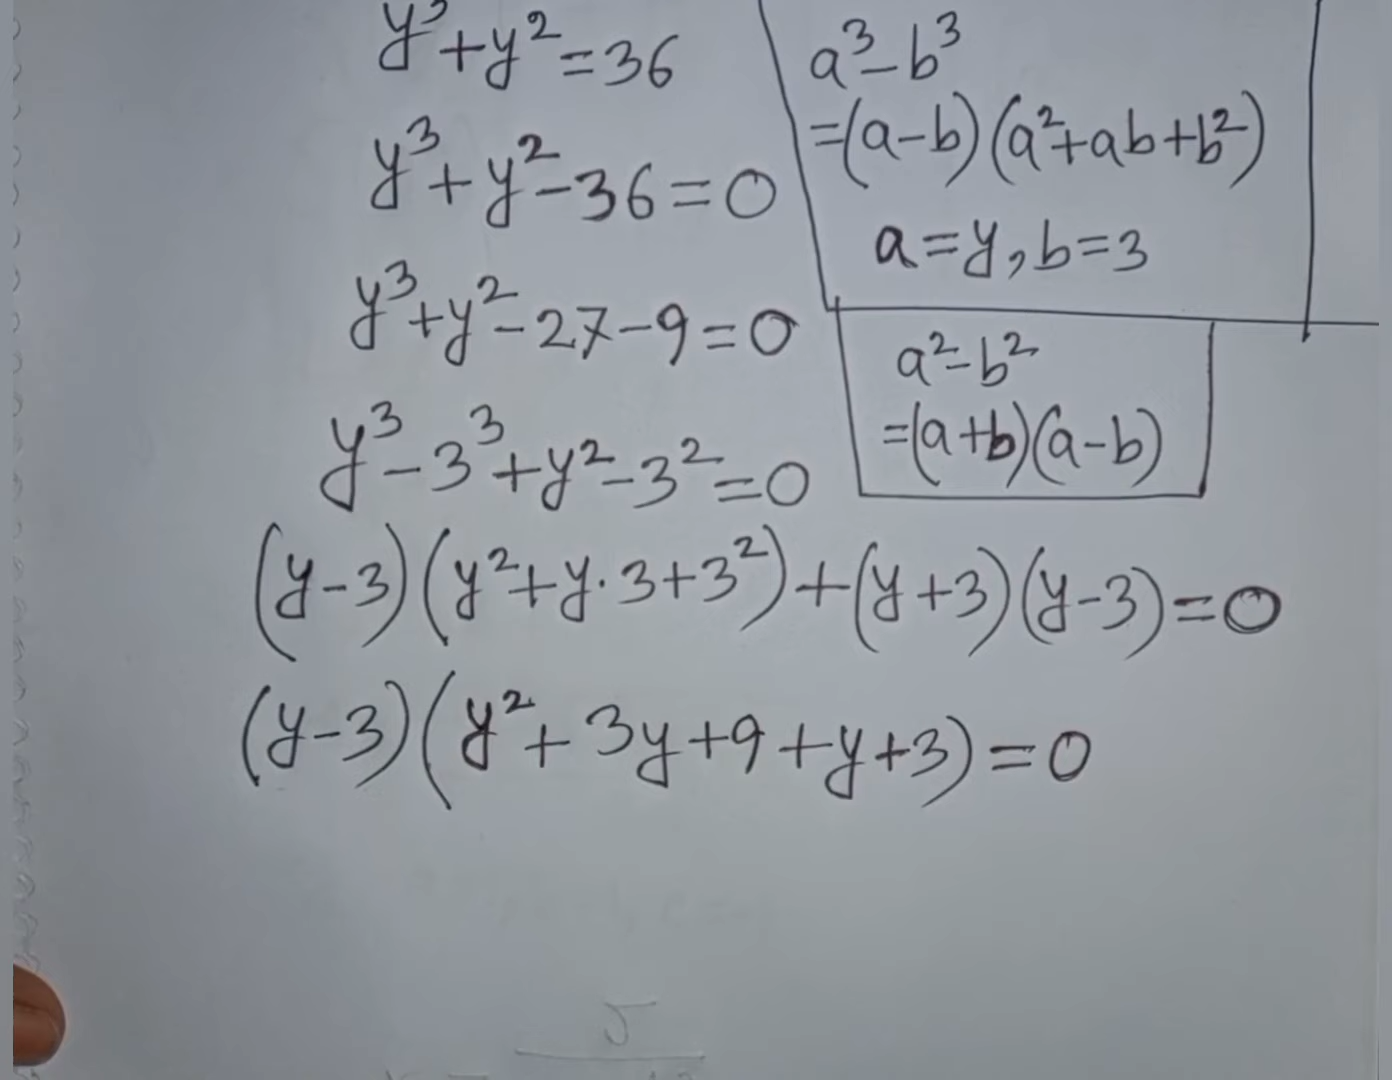 y³+y²=36
y³+y²-36=0
y³+y²-27-9=0
y³-3³+y²-3²=0
(y-3)(y²+y·3+3²)+(y+3)(y-3)=0
(y-3)(y²+3y+9+y+3)=0
a³-b³
=(a-b)(a²+ab+b²)
a=y,b=3
a²-b²
=(a+b)(a-b)